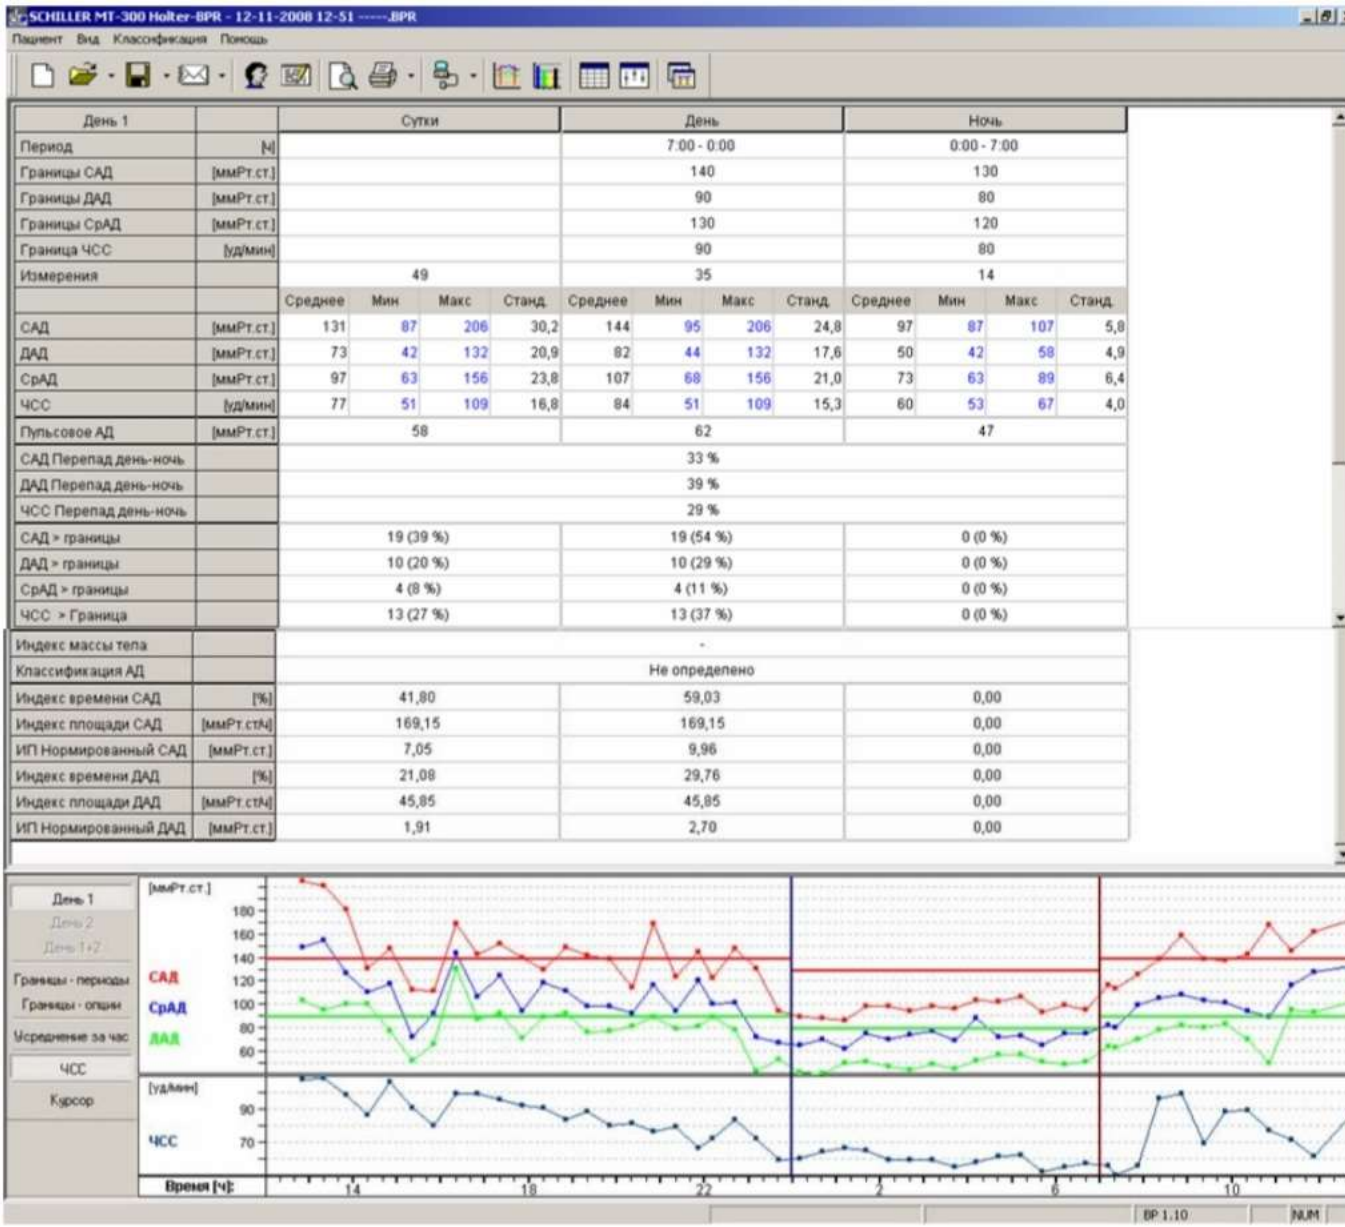 SCHILLER MT-300 Holter-BPR - 12-11-2008 12-51 -----.BPR
Пациент Вид Классификация Помощь
День 1 Сутки День Ночь
Период [ч] 7:00 - 0:00 0:00 - 7:00
Границы САД [ммРт.ст.] 140 130
Границы ДАД [ммРт.ст.] 90 80
Границы СрАД [ммРт.ст.] 130 120
Граница ЧСС [уд/мин] 90 80
Измерения 49 35 14
Среднее Мин Макс Станд. Среднее Мин Макс Станд. Среднее Мин Макс Станд.
САД [ммРт.ст.] 131 87 206 30,2 144 95 206 24,8 97 87 107 5,8
ДАД [ммРт.ст.] 73 42 132 20,9 82 44 132 17,6 50 42 58 4,9
СрАД [ммРт.ст.] 97 63 156 23,8 107 68 156 21,0 73 63 89 6,4
ЧСС [уд/мин] 77 51 109 16,8 84 51 109 15,3 60 53 67 4,0
Пульсовое АД [ммРт.ст.] 58 62 47
САД Перепад день-ночь 33 %
ДАД Перепад день-ночь 39 %
ЧСС Перепад день-ночь 29 %
САД > границы 19 (39 %) 19 (54 %) 0 (0 %)
ДАД > границы 10 (20 %) 10 (29 %) 0 (0 %)
СрАД > границы 4 (8 %) 4 (11 %) 0 (0 %)
ЧСС > Граница 13 (27 %) 13 (37 %) 0 (0 %)
Индекс массы тела -
Классификация АД Не определено
Индекс времени САД [%] 41,80 59,03 0,00
Индекс площади САД [ммРт.ст/ч] 169,15 169,15 0,00
ИП Нормированный САД [ммРт.ст.] 7,05 9,96 0,00
Индекс времени ДАД [%] 21,08 29,76 0,00
Индекс площади ДАД [ммРт.ст/ч] 45,85 45,85 0,00
ИП Нормированный ДАД [ммРт.ст.] 1,91 2,70 0,00
День 1
День 2
День 1+2
Границы - периоды
Границы - опции
Усреднение за час
ЧСС
Курсор
[ммРт.ст.]
180
160
140
120
100
80
60
САД
СрАД
ДАД
[уд/мин]
90
70
ЧСС
Время [ч]: 14 18 22 2 6 10
BP 1.10 NUM